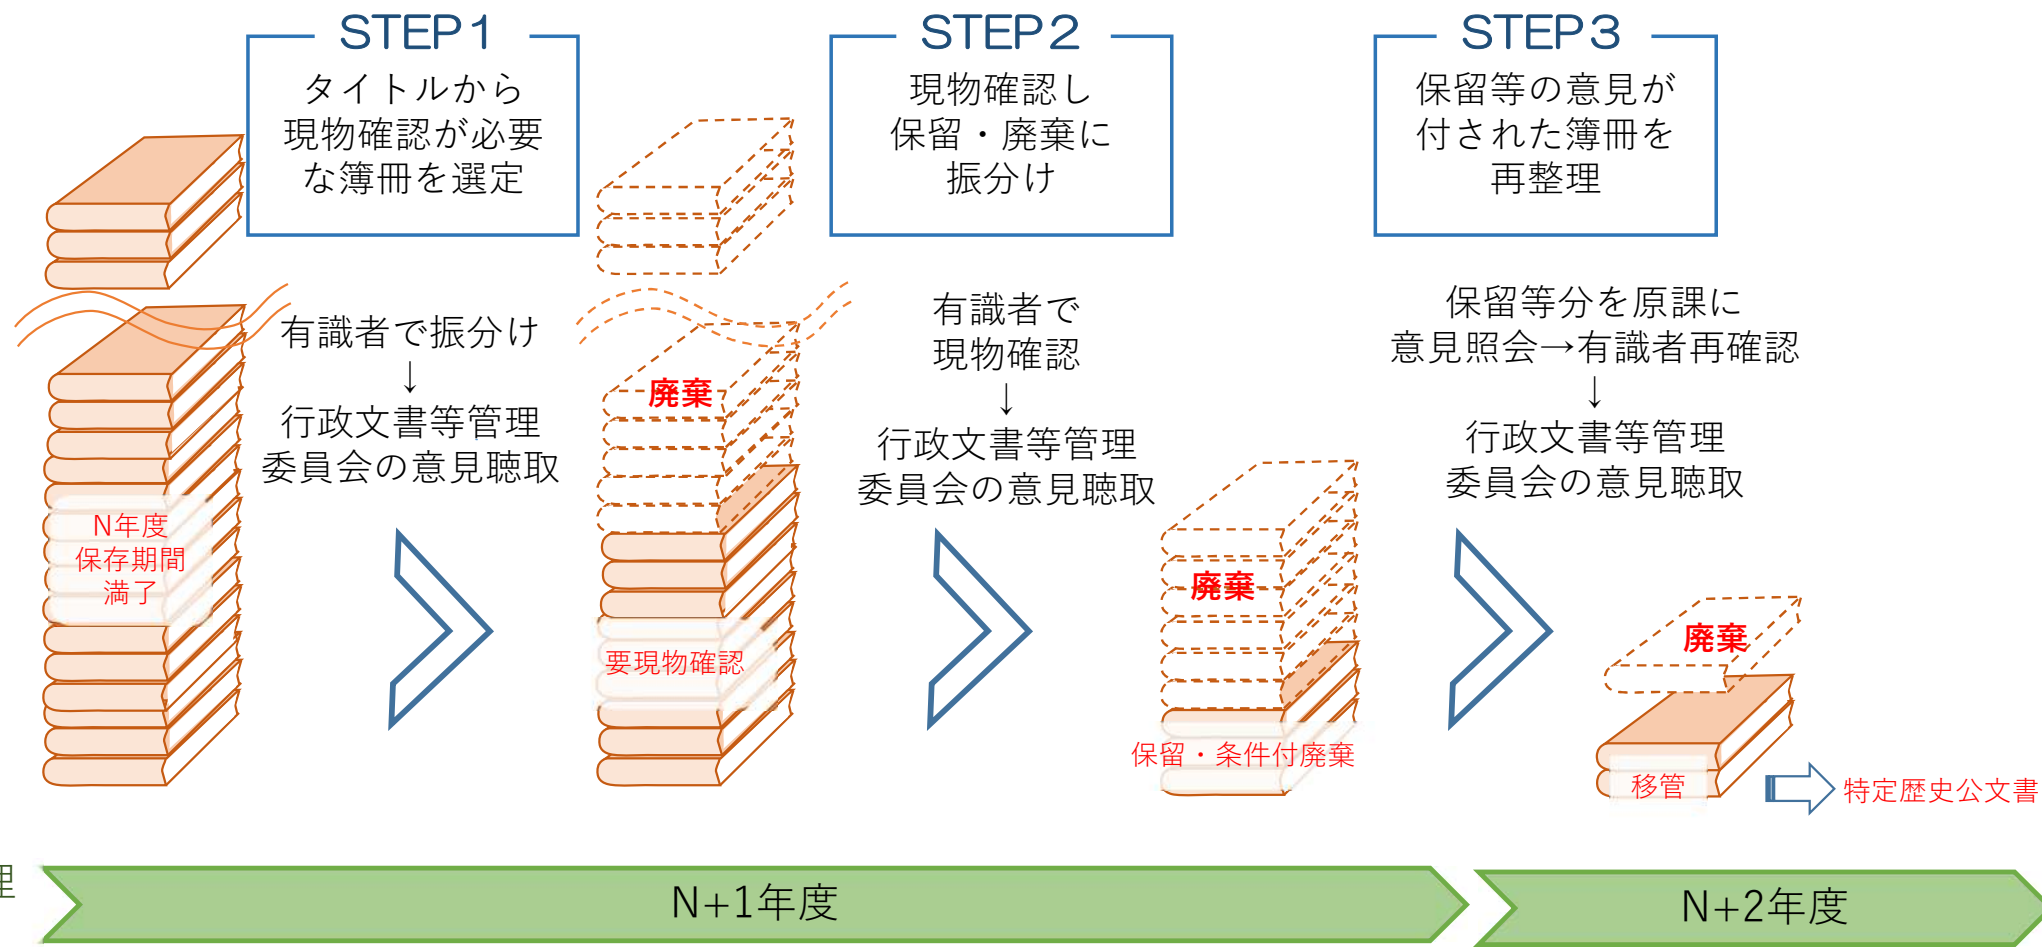 STEP1
タイトルから
現物確認が必要
な簿冊を選定
有識者で振分け
↓
行政文書等管理
委員会の意見聴取
N年度
保存期間
満了
STEP2
現物確認し
保留・廃棄に
振分け
有識者で
現物確認
↓
行政文書等管理
委員会の意見聴取
廃棄
要現物確認
STEP3
保留等の意見が
付された簿冊を
再整理
保留等分を原課に
意見照会→有識者再確認
↓
行政文書等管理
委員会の意見聴取
廃棄
保留・条件付廃棄
廃棄
移管
特定歴史公文書
理
N+1年度
N+2年度